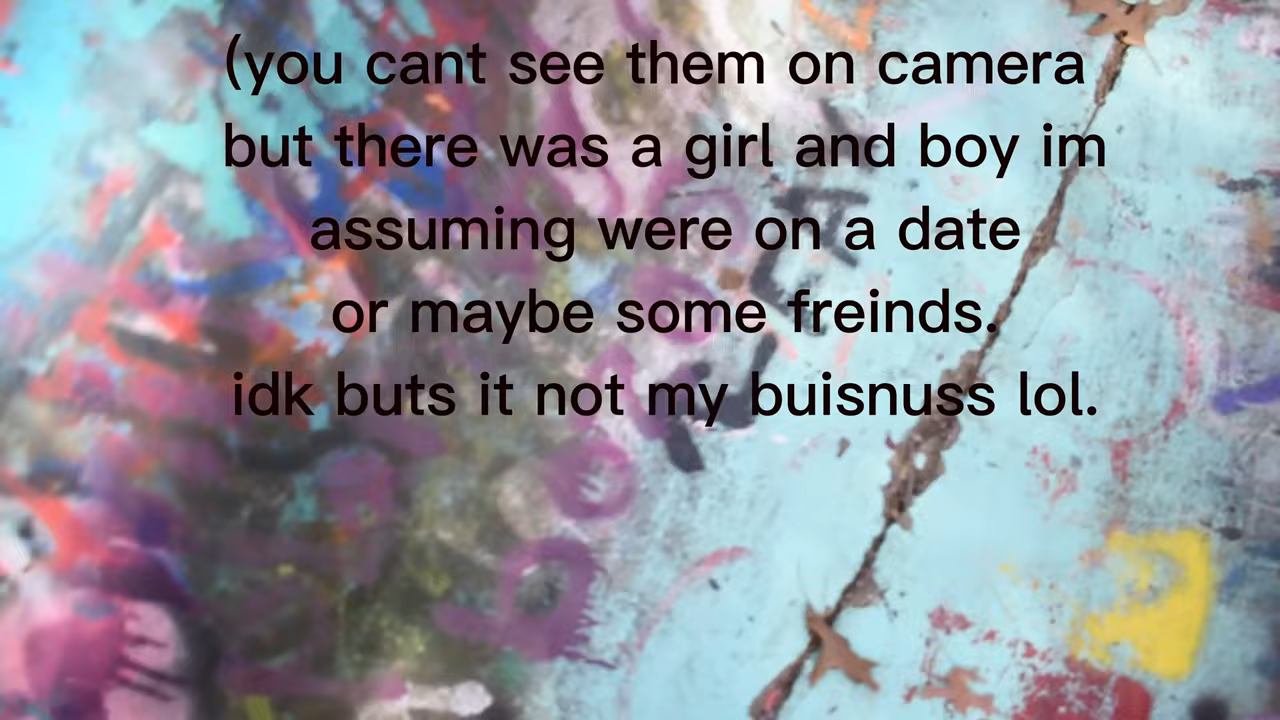 (you cant see them on camera
but there was a girl and boy im
assuming were on a date
or maybe some freinds.
idk buts it not my buisnuss lol.